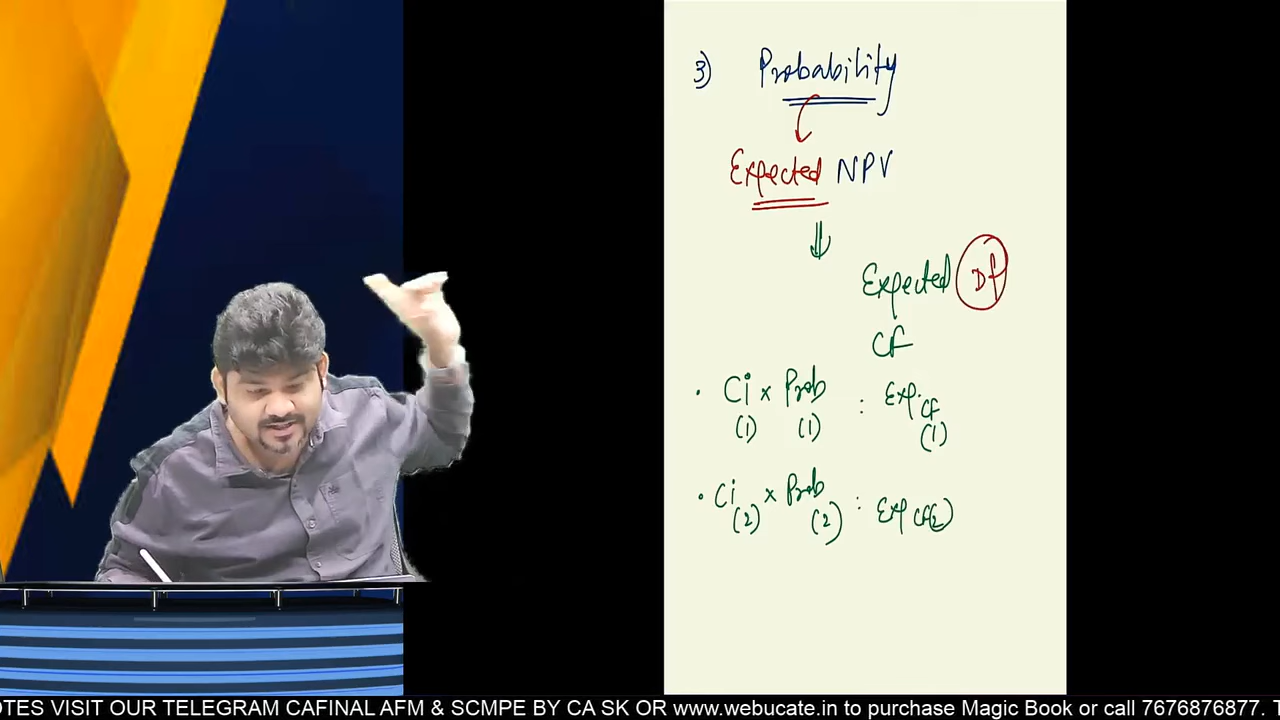 3) Probability
Expected NPV
Expected Df
CF
• Ci x Prob : Exp. CF
(1) (1) (1)
• Ci x Prob : Exp CF(2)
(2) (2)
OTES VISIT OUR TELEGRAM CAFINAL AFM & SCMPE BY CA SK OR www.webucate.in to purchase Magic Book or call 7676876877.